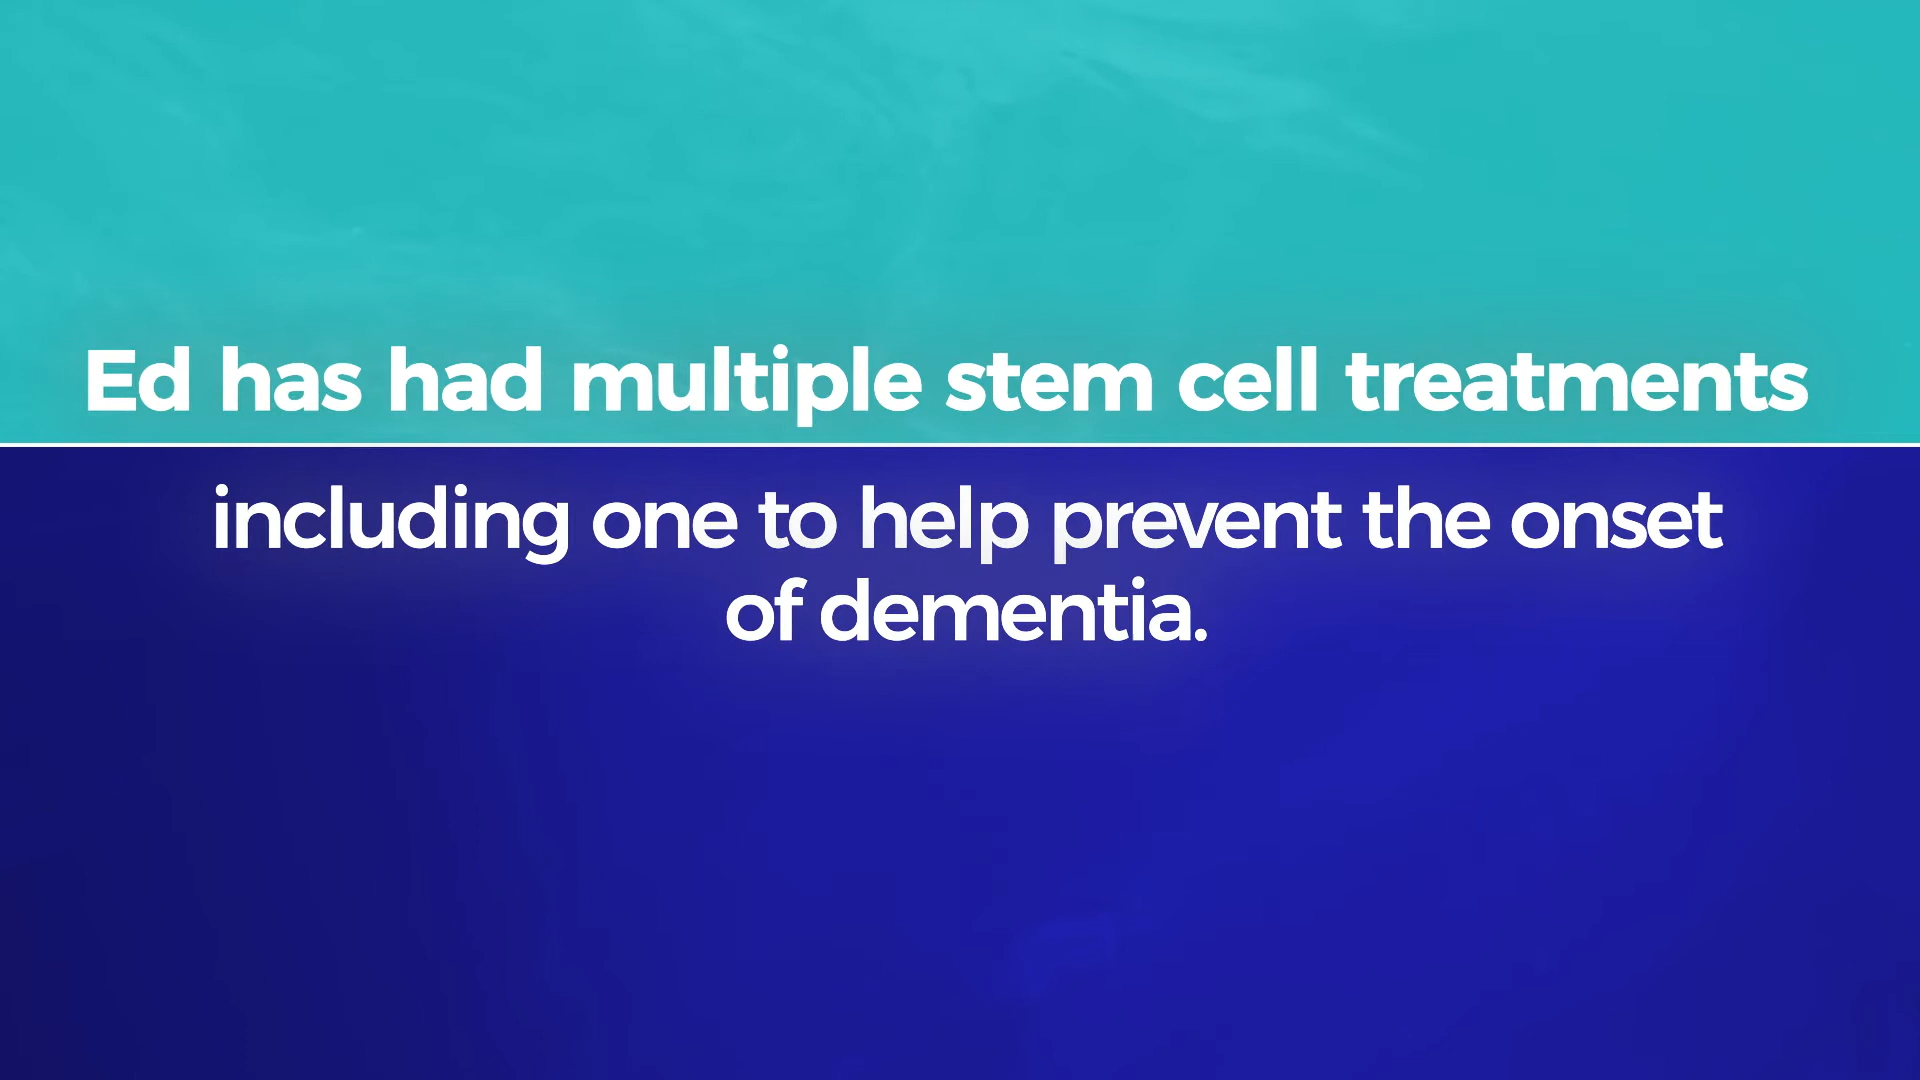 Ed has had multiple stem cell treatments
including one to help prevent the onset
of dementia.